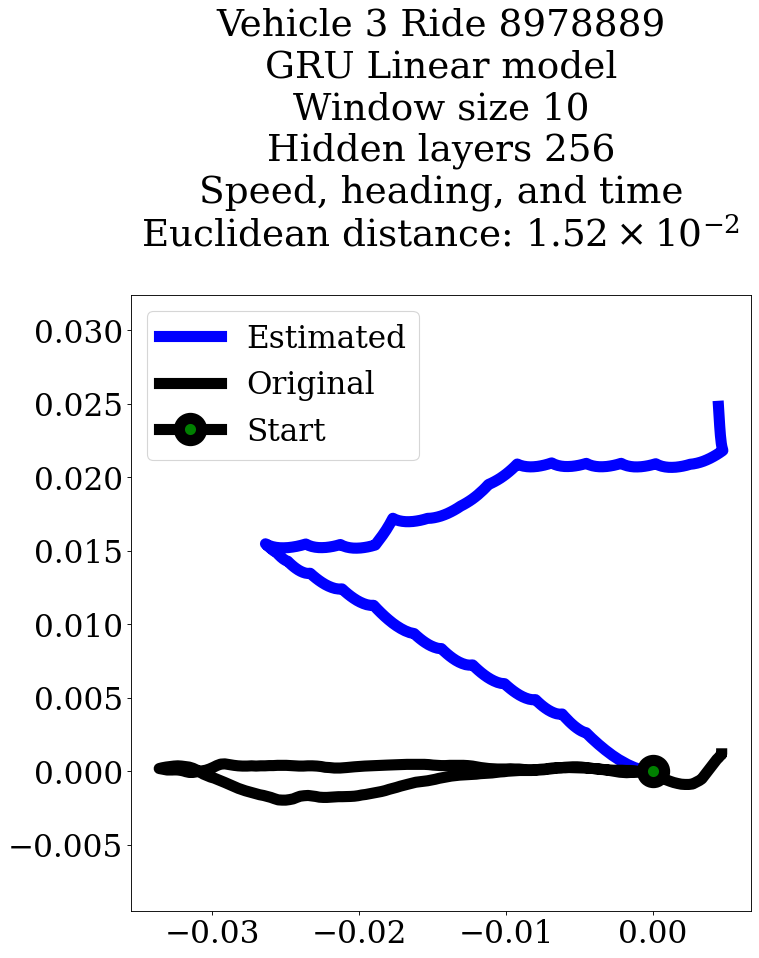 Vehicle 3 Ride 8978889
GRU Linear model
Window size 10
Hidden layers 256
Speed, heading, and time
Euclidean distance: 1.52 × 10⁻²
Estimated
Original
Start
0.030
0.025
0.020
0.015
0.010
0.005
0.000
−0.005
−0.03 −0.02 −0.01 0.00